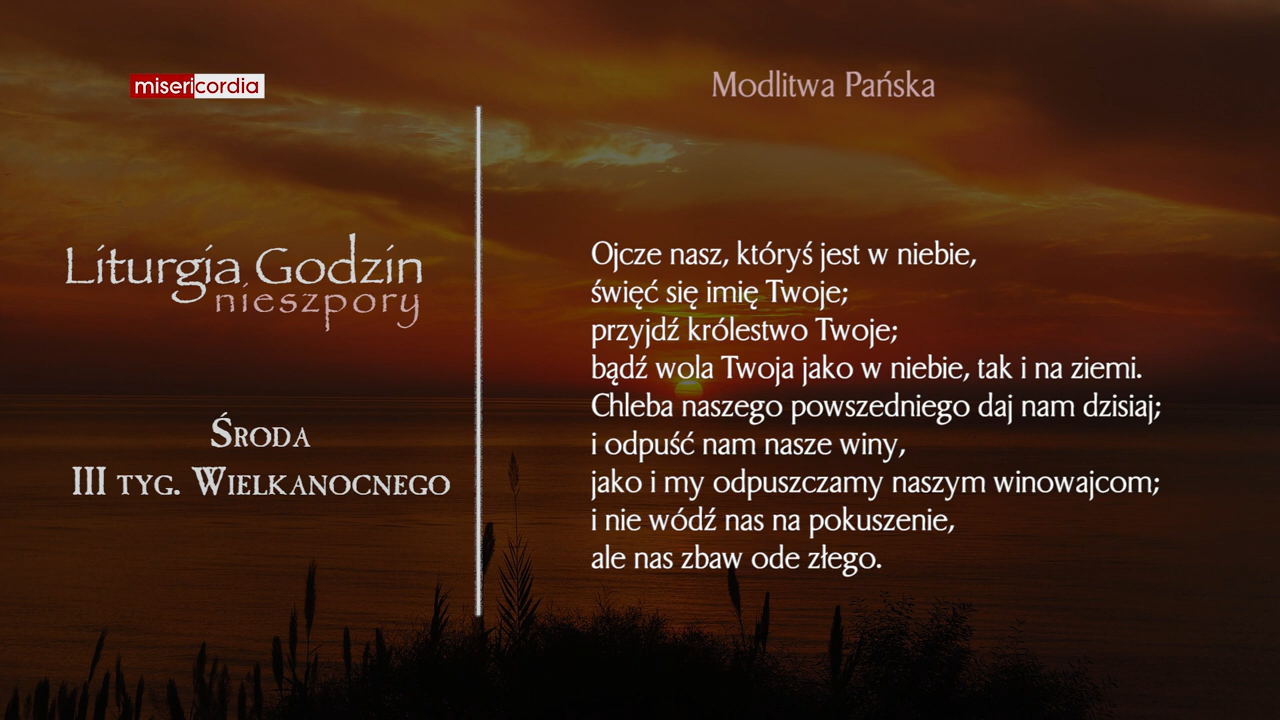 misericordia
Liturgia Godzin
nieszpory
Środa
III tyg. Wielkanocnego
Modlitwa Pańska
Ojcze nasz, któryś jest w niebie,
święć się imię Twoje;
przyjdź królestwo Twoje;
bądź wola Twoja jako w niebie, tak i na ziemi.
Chleba naszego powszedniego daj nam dzisiaj;
i odpuść nam nasze winy,
jako i my odpuszczamy naszym winowajcom;
i nie wódź nas na pokuszenie,
ale nas zbaw ode złego.